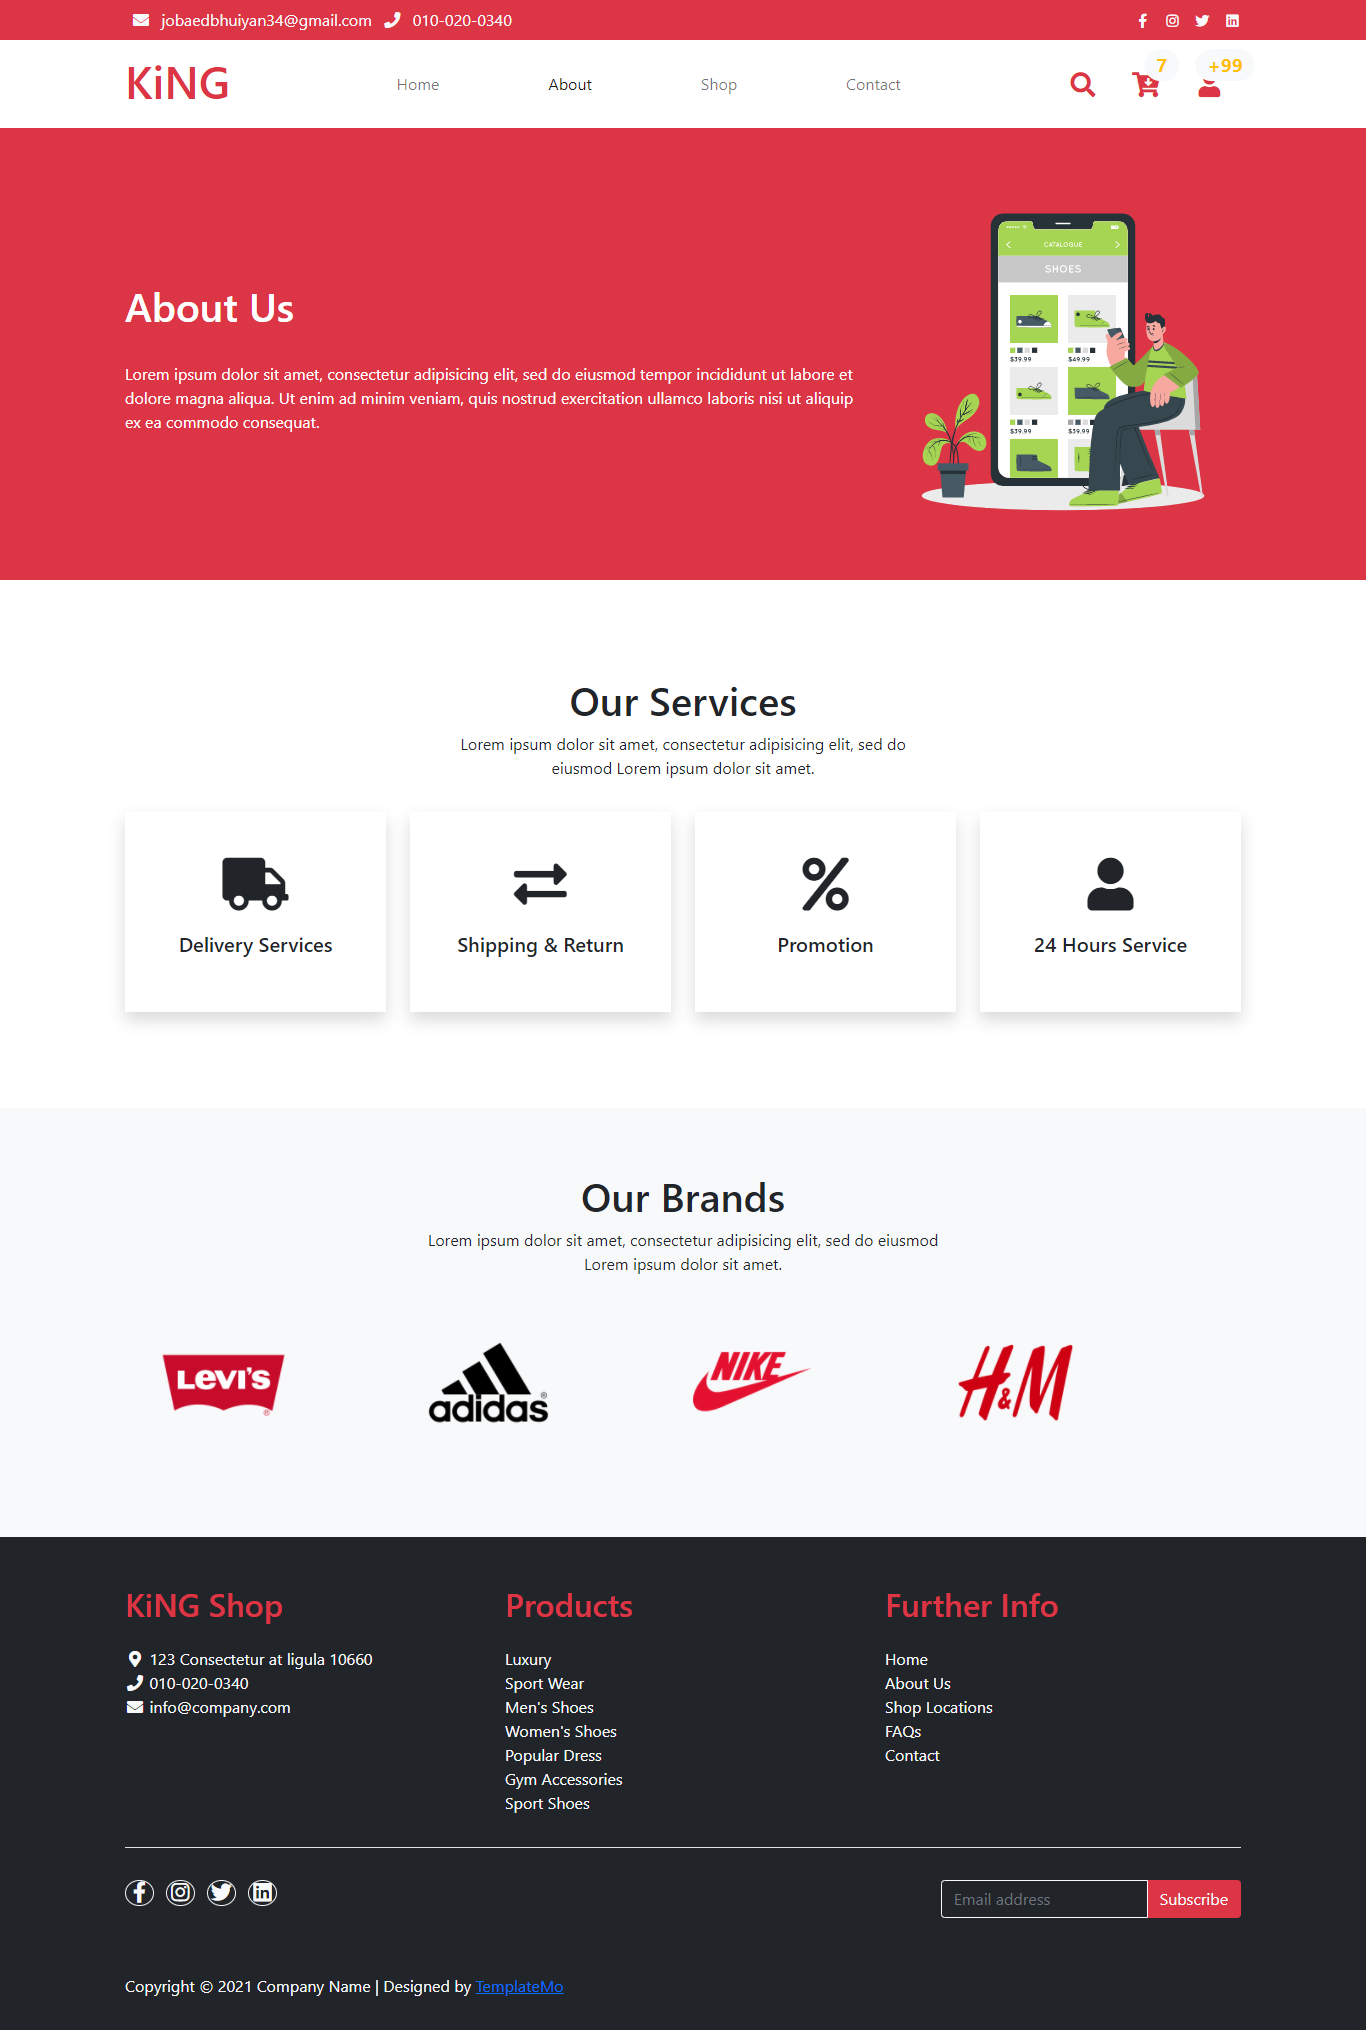 jobaedbhuiyan34@gmail.com 010-020-0340
KiNG Home About Shop Contact 7 +99
CATALOGUE
SHOES
$39.99 $49.99
$39.99 $39.99
About Us
Lorem ipsum dolor sit amet, consectetur adipisicing elit, sed do eiusmod tempor incididunt ut labore et
dolore magna aliqua. Ut enim ad minim veniam, quis nostrud exercitation ullamco laboris nisi ut aliquip
ex ea commodo consequat.
Our Services
Lorem ipsum dolor sit amet, consectetur adipisicing elit, sed do
eiusmod Lorem ipsum dolor sit amet.
Delivery Services
Shipping & Return
Promotion
24 Hours Service
Our Brands
Lorem ipsum dolor sit amet, consectetur adipisicing elit, sed do eiusmod
Lorem ipsum dolor sit amet.
LEVI'S ®
adidas ®
NIKE
H&M
KiNG Shop
123 Consectetur at ligula 10660
010-020-0340
info@company.com
Products
Luxury
Sport Wear
Men's Shoes
Women's Shoes
Popular Dress
Gym Accessories
Sport Shoes
Further Info
Home
About Us
Shop Locations
FAQs
Contact
Email address Subscribe
Copyright © 2021 Company Name | Designed by TemplateMo